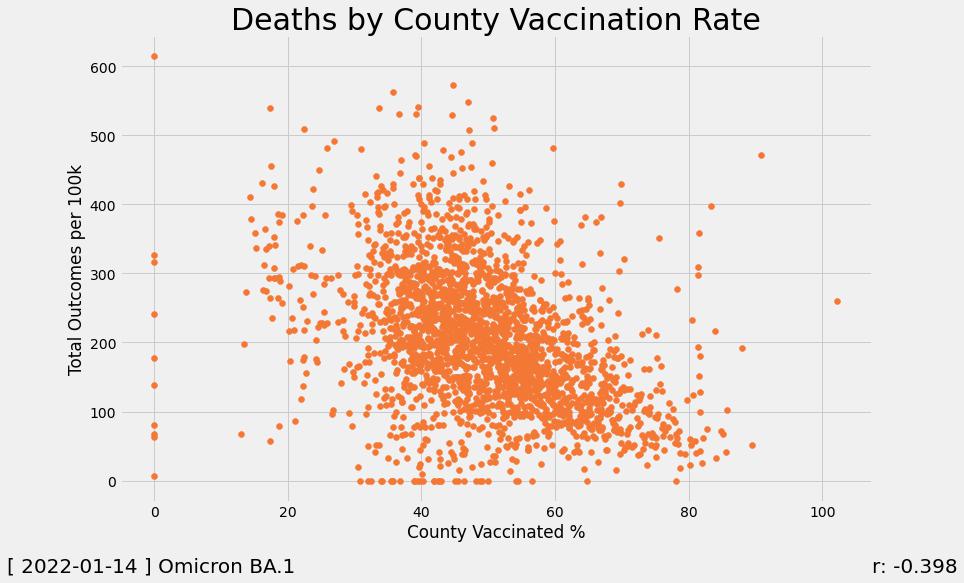 Deaths by County Vaccination Rate
600
500
400
300
200
100
0
Total Outcomes per 100k
0 20 40 60 80 100
County Vaccinated %
[ 2022-01-14 ] Omicron BA.1
r: -0.398